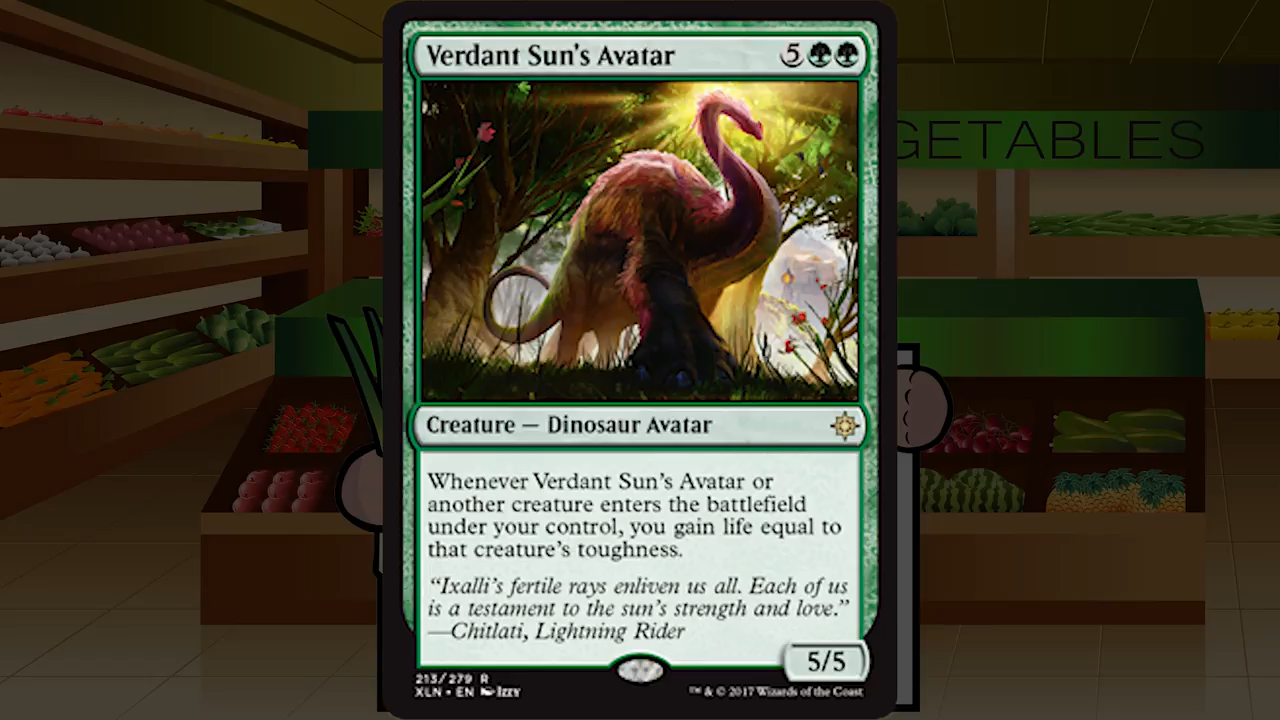 Verdant Sun's Avatar 5
GETABLES
Creature — Dinosaur Avatar
Whenever Verdant Sun's Avatar or
another creature enters the battlefield
under your control, you gain life equal to
that creature's toughness.
“Ixalli's fertile rays enliven us all. Each of us
is a testament to the sun's strength and love.”
—Chitlati, Lightning Rider
5/5
213/279 R
XLN • EN Izzy
™ & © 2017 Wizards of the Coast